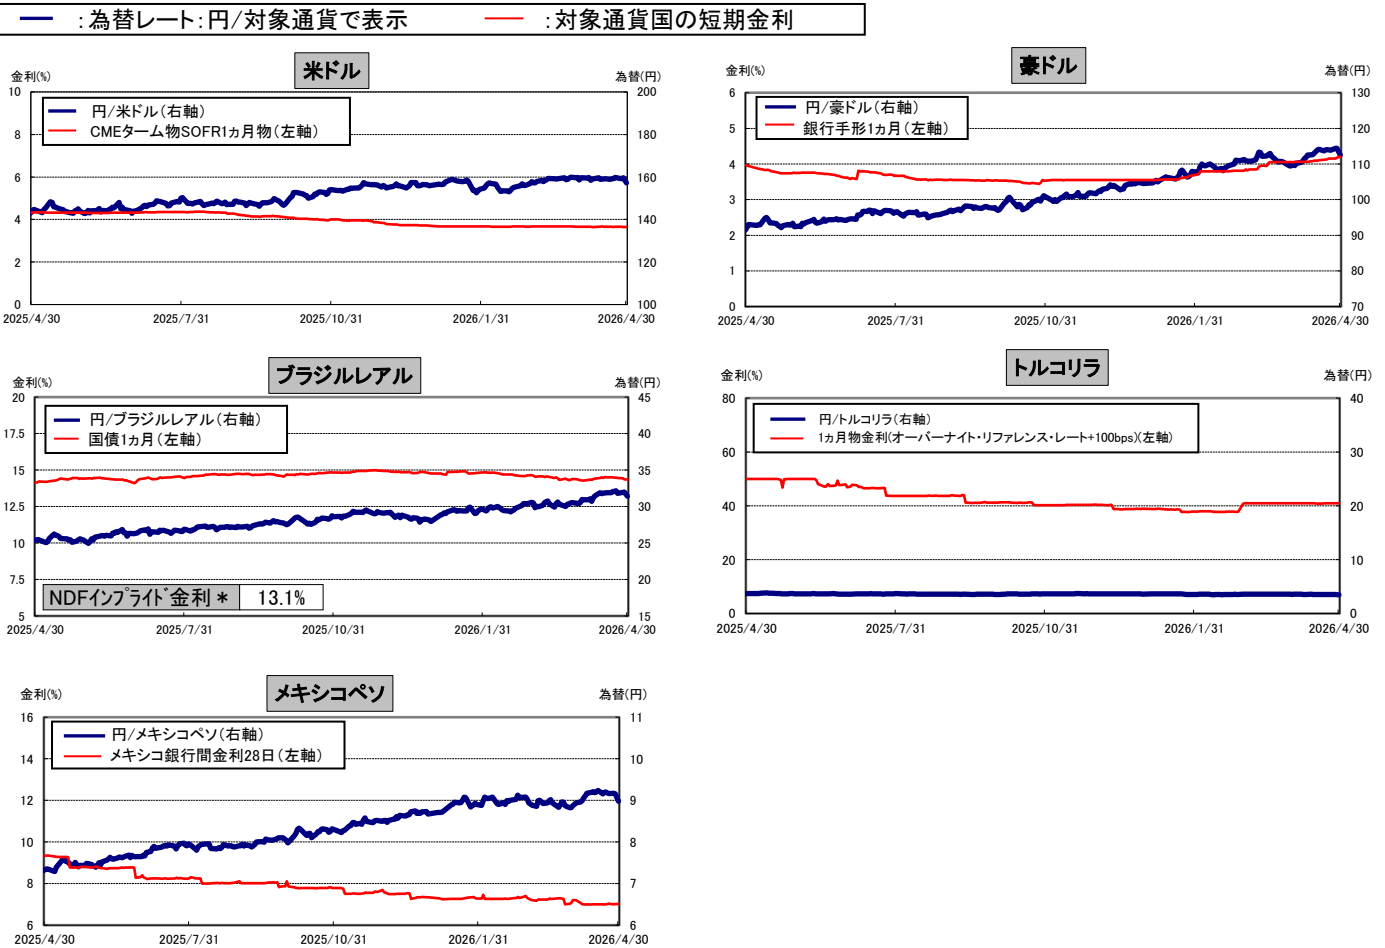 :為替レート:円/対象通貨で表示 :対象通貨国の短期金利
米ドル
金利(%) 為替(円)
円/米ドル(右軸)
CMEターム物SOFR1ヵ月物(左軸)
10 200
8 180
6 160
4 140
2 120
0 100
2025/4/30 2025/7/31 2025/10/31 2026/1/31 2026/4/30
豪ドル
金利(%) 為替(円)
円/豪ドル(右軸)
銀行手形1ヵ月(左軸)
6 130
5 120
4 110
3 100
2 90
1 80
0 70
2025/4/30 2025/7/31 2025/10/31 2026/1/31 2026/4/30
ブラジルレアル
金利(%) 為替(円)
円/ブラジルレアル(右軸)
国債1ヵ月(左軸)
20 45
17.5 40
15 35
12.5 30
10 25
7.5 20
5 15
NDFインプライド金利* 13.1%
2025/4/30 2025/7/31 2025/10/31 2026/1/31 2026/4/30
トルコリラ
金利(%) 為替(円)
円/トルコリラ(右軸)
1ヵ月物金利(オーバーナイト・リファレンス・レート+100bps)(左軸)
80 40
60 30
40 20
20 10
0 0
2025/4/30 2025/7/31 2025/10/31 2026/1/31 2026/4/30
メキシコペソ
金利(%) 為替(円)
円/メキシコペソ(右軸)
メキシコ銀行間金利28日(左軸)
16 11
14 10
12 9
10 8
8 7
6 6
2025/4/30 2025/7/31 2025/10/31 2026/1/31 2026/4/30